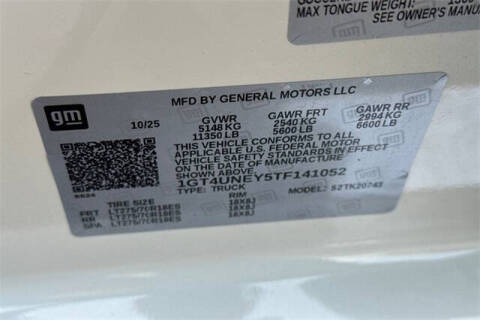 MAX TONGUE WEIGHT:
SEE OWNER'S MANUA
gm
MFD BY GENERAL MOTORS LLC
10/25 GVWR GAWR FRT GAWR RR
5148 KG 2540 KG 2994 KG
11350 LB 5600 LB 6600 LB
THIS VEHICLE CONFORMS TO ALL
APPLICABLE U.S. FEDERAL MOTOR
VEHICLE SAFETY STANDARDS IN EFFECT
ON THE DATE OF MANUFACTURE
1GT4UNEY5TF141052
TYPE: TRUCK MODEL:
TIRE SIZE RIM
FRT LT275/70R18ES 18X8J
RR LT275/70R18ES 18X8J
SPA LT275/70R18ES 18X8J